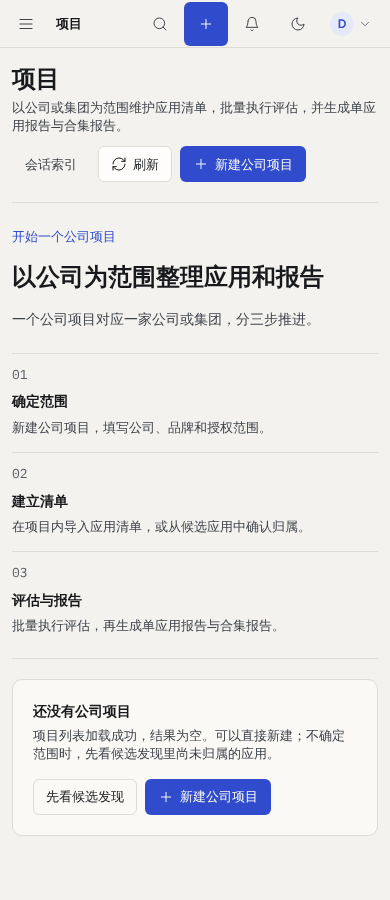 项目
D
项目
以公司或集团为范围维护应用清单，批量执行评估，并生成单应
用报告与合集报告。
会话索引
刷新
新建公司项目
开始一个公司项目
以公司为范围整理应用和报告
一个公司项目对应一家公司或集团，分三步推进。
01
确定范围
新建公司项目，填写公司、品牌和授权范围。
02
建立清单
在项目内导入应用清单，或从候选应用中确认归属。
03
评估与报告
批量执行评估，再生成单应用报告与合集报告。
还没有公司项目
项目列表加载成功，结果为空。可以直接新建；不确定
范围时，先看候选发现里尚未归属的应用。
先看候选发现
新建公司项目